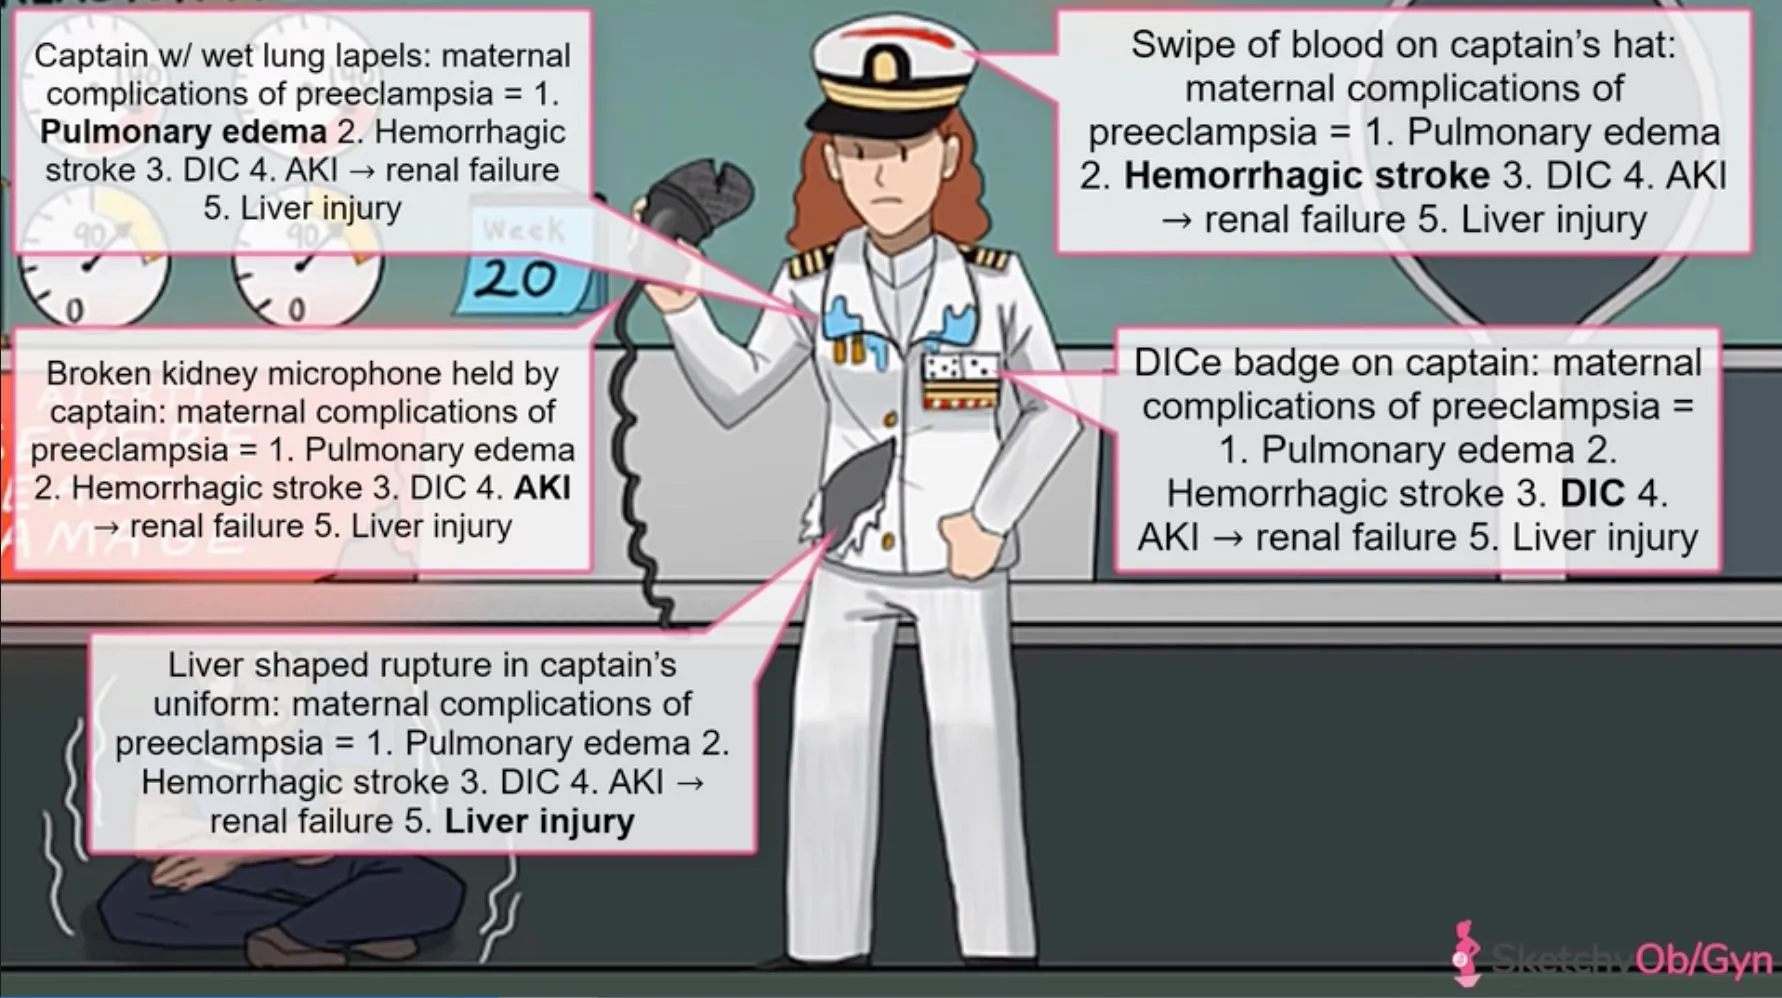 Captain w/ wet lung lapels: maternal
complications of preeclampsia = 1.
Pulmonary edema 2. Hemorrhagic
stroke 3. DIC 4. AKI → renal failure
5. Liver injury
Swipe of blood on captain's hat:
maternal complications of
preeclampsia = 1. Pulmonary edema
2. Hemorrhagic stroke 3. DIC 4. AKI
→ renal failure 5. Liver injury
140
140
90
0
90
0
Week
20
Broken kidney microphone held by
captain: maternal complications of
preeclampsia = 1. Pulmonary edema
2. Hemorrhagic stroke 3. DIC 4. AKI
→ renal failure 5. Liver injury
DICe badge on captain: maternal
complications of preeclampsia =
1. Pulmonary edema 2.
Hemorrhagic stroke 3. DIC 4.
AKI → renal failure 5. Liver injury
Liver shaped rupture in captain's
uniform: maternal complications of
preeclampsia = 1. Pulmonary edema 2.
Hemorrhagic stroke 3. DIC 4. AKI →
renal failure 5. Liver injury
SketchyOb/Gyn